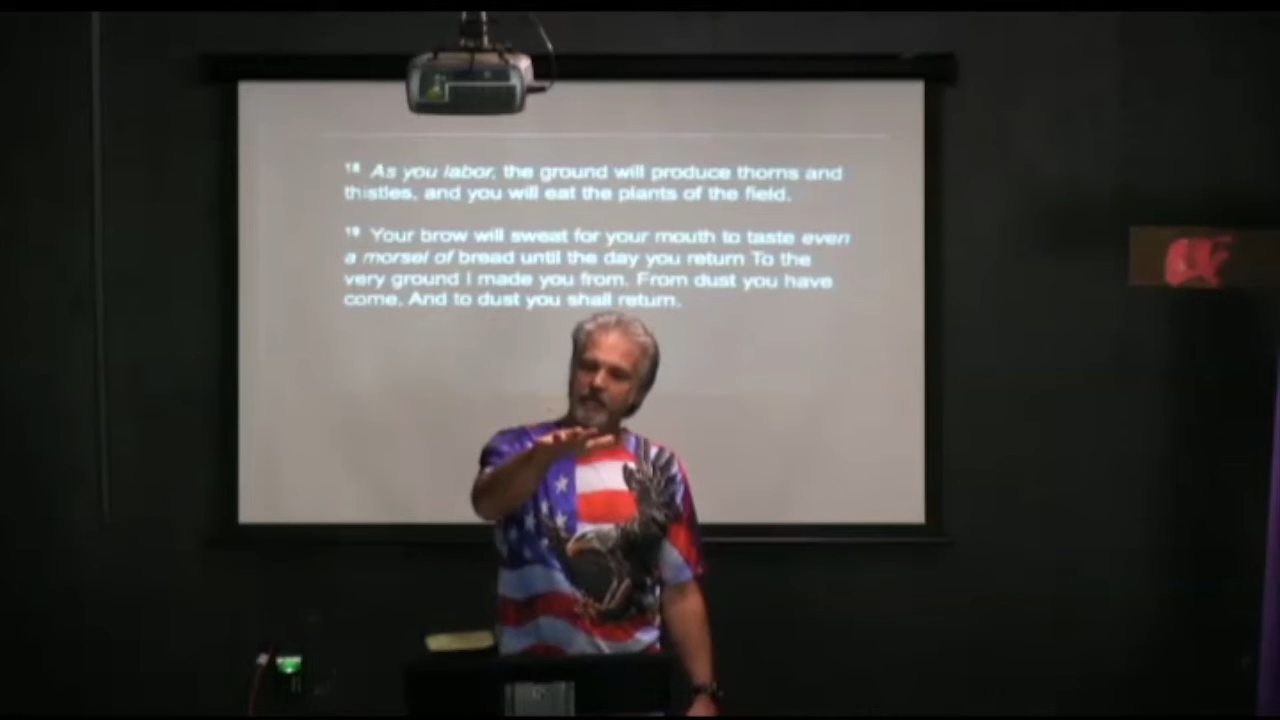 18 As you labor, the ground will produce thorns and
thistles, and you will eat the plants of the field.
19 Your brow will sweat for your mouth to taste even
a morsel of bread until the day you return To the
very ground I made you from. From dust you have
come, And to dust you shall return.